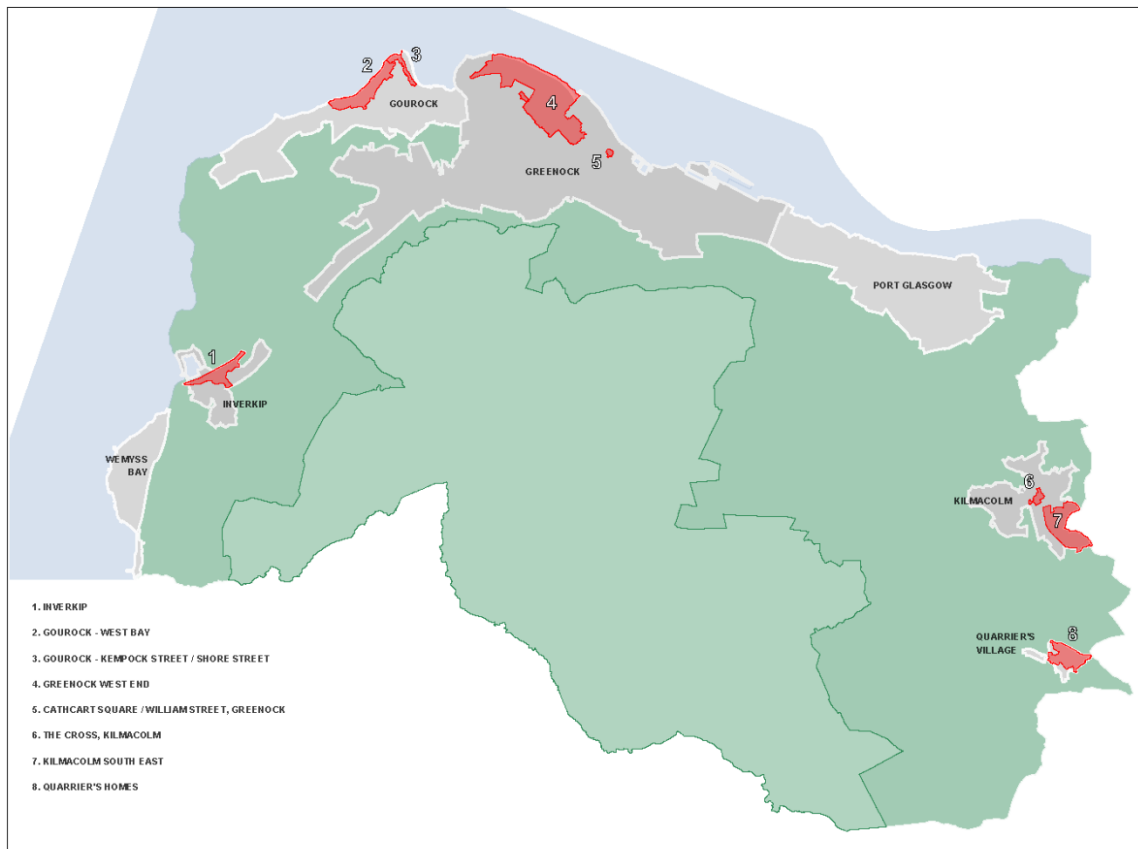 3
2
GOUROCK
4
5
GREENOCK
PORT GLASGOW
1
INVERKIP
WEMYSS
BAY
6
KILMACOLM
7
QUARRIER'S
VILLAGE
8
1. INVERKIP
2. GOUROCK - WEST BAY
3. GOUROCK - KEMPOCK STREET / SHORE STREET
4. GREENOCK WEST END
5. CATHCART SQUARE / WILLIAM STREET, GREENOCK
6. THE CROSS, KILMACOLM
7. KILMACOLM SOUTH EAST
8. QUARRIER'S HOMES